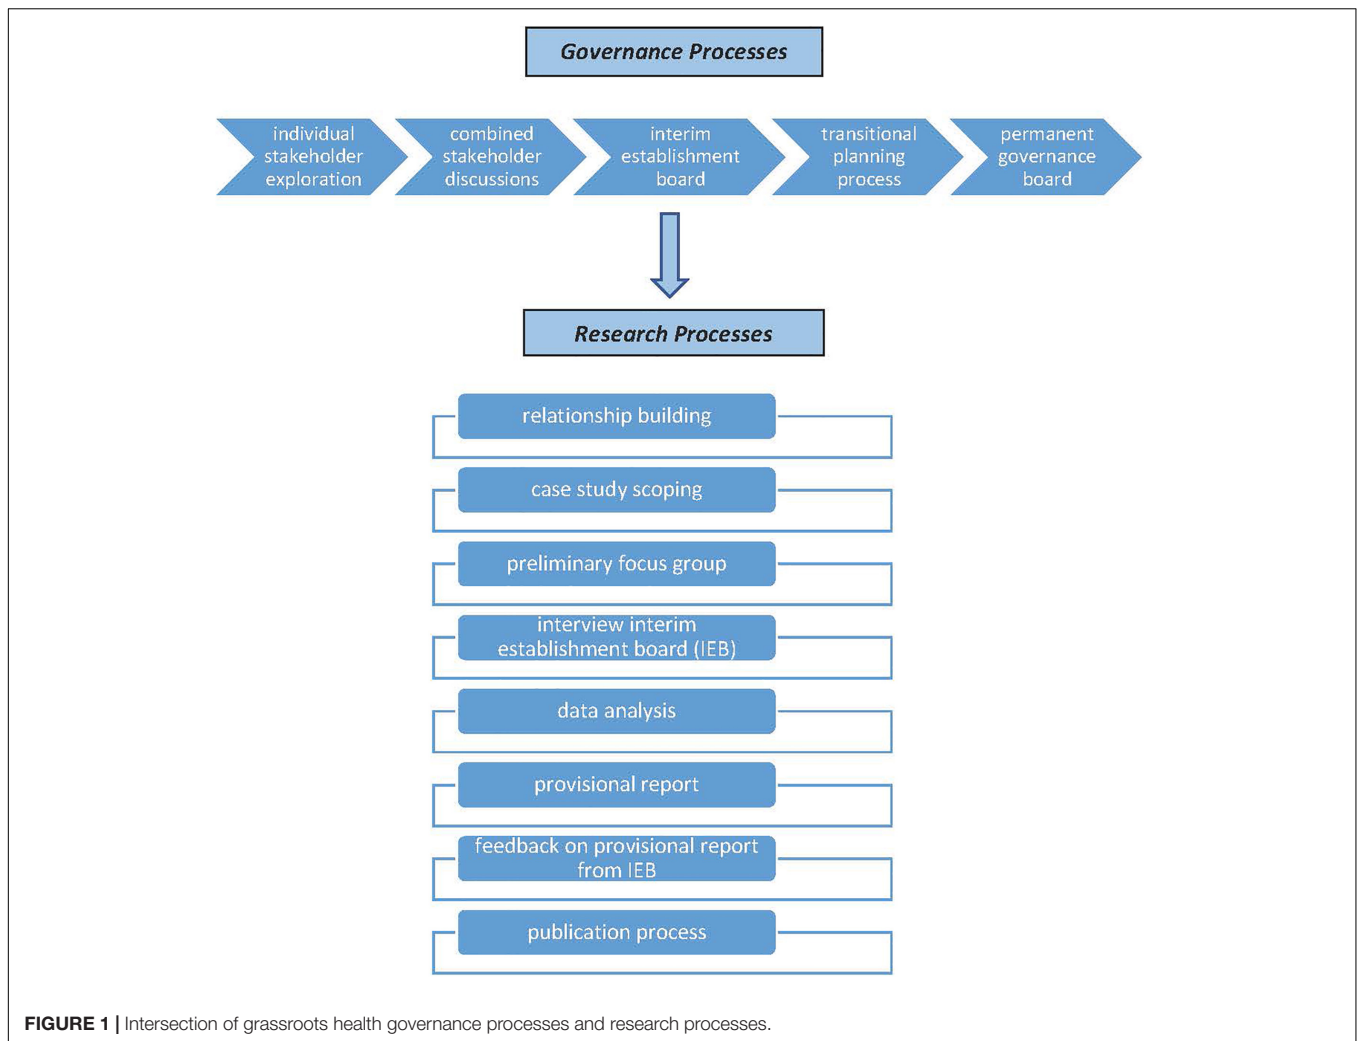 Governance Processes
individual
stakeholder
exploration
combined
stakeholder
discussions
interim
establishment
board
transitional
planning
process
permanent
governance
board
Research Processes
relationship building
case study scoping
preliminary focus group
interview interim
establishment board (IEB)
data analysis
provisional report
feedback on provisional report
from IEB
publication process
FIGURE 1 | Intersection of grassroots health governance processes and research processes.